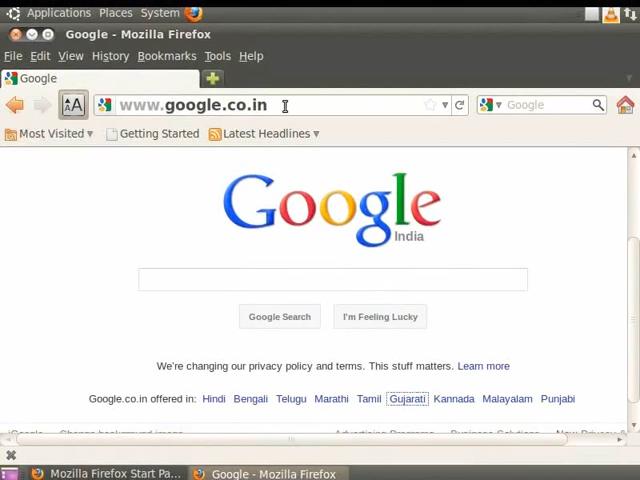 Applications Places System
Google - Mozilla Firefox
File Edit View History Bookmarks Tools Help
Google
www.google.co.in Google
Most Visited Getting Started Latest Headlines
Google
India
Google Search I'm Feeling Lucky
We're changing our privacy policy and terms. This stuff matters. Learn more
Google.co.in offered in: Hindi Bengali Telugu Marathi Tamil Gujarati Kannada Malayalam Punjabi
Mozilla Firefox Start Pa... Google - Mozilla Firefox